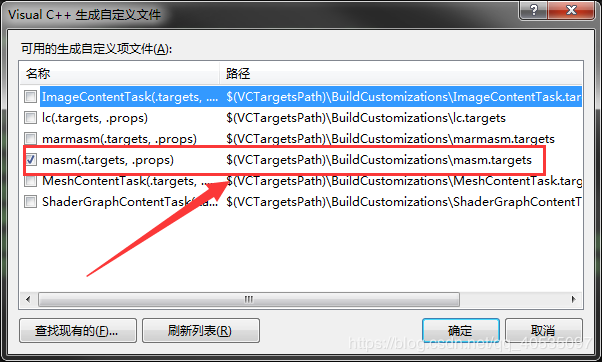 Visual C++ 生成自定义文件
可用的生成自定义项文件(A):
名称 路径
ImageContentTask(.targets, .... $(VCTargetsPath)\BuildCustomizations\ImageContentTask.tar
lc(.targets, .props) $(VCTargetsPath)\BuildCustomizations\lc.targets
marmasm(.targets, .props) $(VCTargetsPath)\BuildCustomizations\marmasm.targets
masm(.targets, .props) $(VCTargetsPath)\BuildCustomizations\masm.targets
MeshContentTask(.targets, ... $(VCTargetsPath)\BuildCustomizations\MeshContentTask.targ
ShaderGraphContentTask(.ta... $(VCTargetsPath)\BuildCustomizations\ShaderGraphContentT
查找现有的(F)... 刷新列表(R) 确定 取消
https://blog.csdn.net/qq_40535097